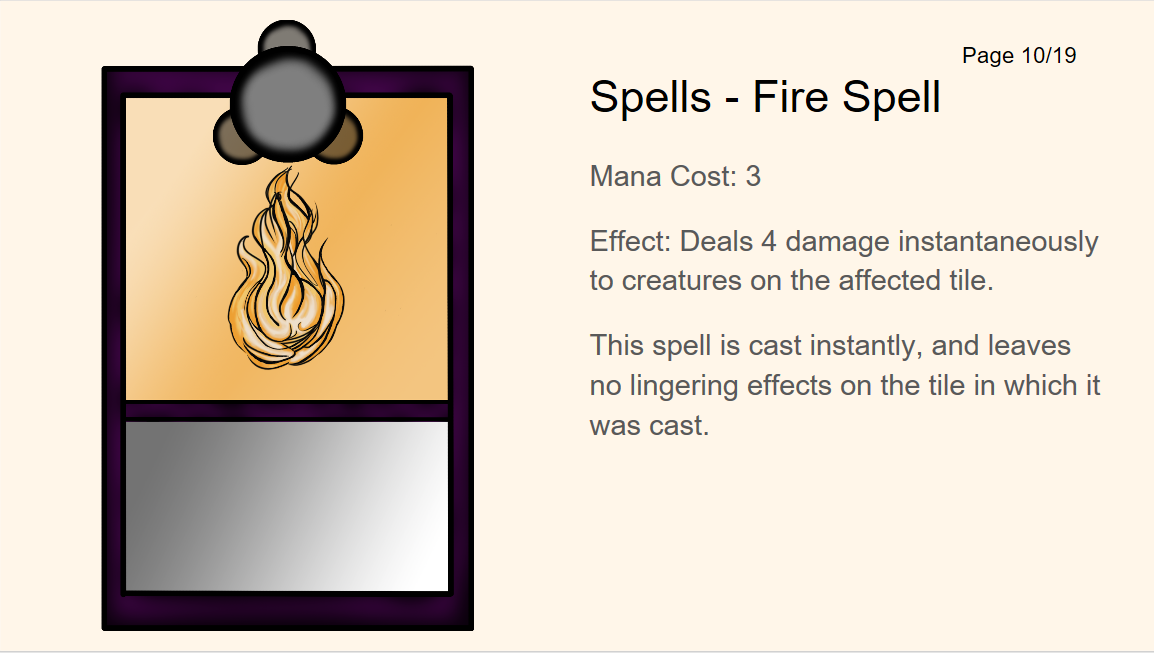 Page 10/19
Spells - Fire Spell
Mana Cost: 3
Effect: Deals 4 damage instantaneously
to creatures on the affected tile.
This spell is cast instantly, and leaves
no lingering effects on the tile in which it
was cast.